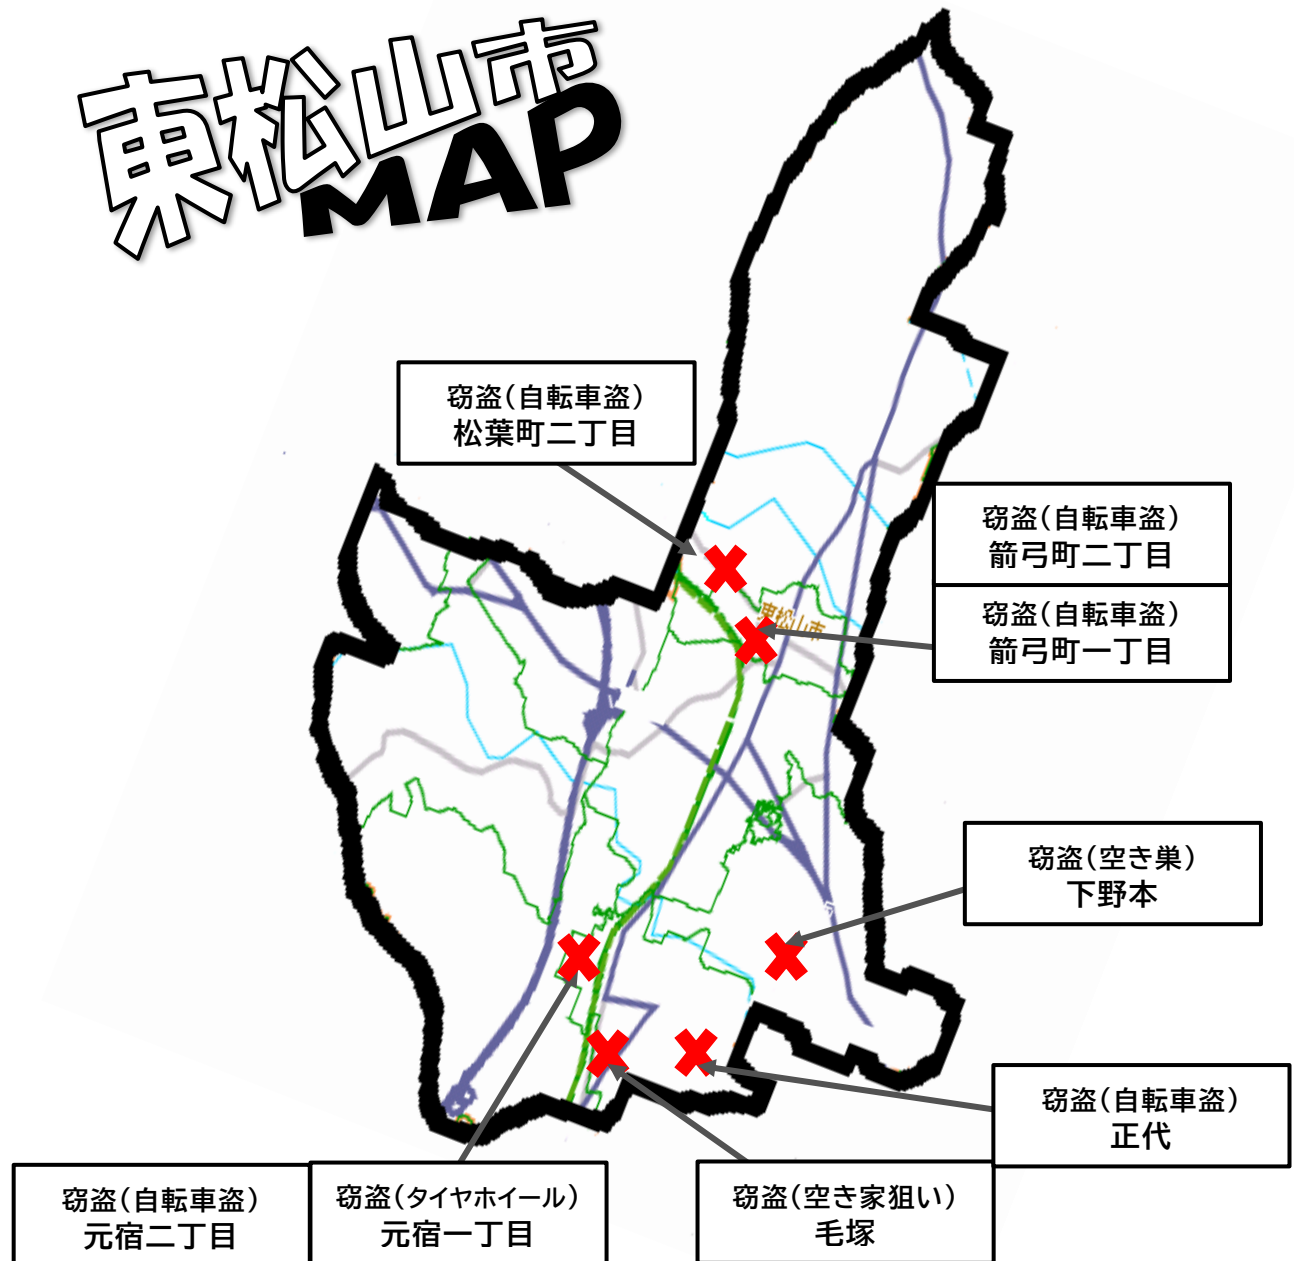 東松山市
MAP
窃盗(自転車盗)
松葉町二丁目
窃盗(自転車盗)
箭弓町二丁目
窃盗(自転車盗)
箭弓町一丁目
東松山市
窃盗(空き巣)
下野本
窃盗(自転車盗)
正代
窃盗(自転車盗)
元宿二丁目
窃盗(タイヤホイール)
元宿一丁目
窃盗(空き家狙い)
毛塚